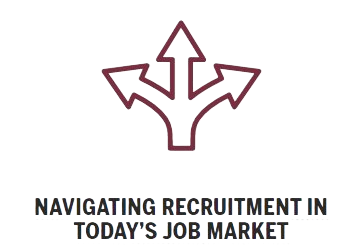 NAVIGATING RECRUITMENT IN
TODAY’S JOB MARKET